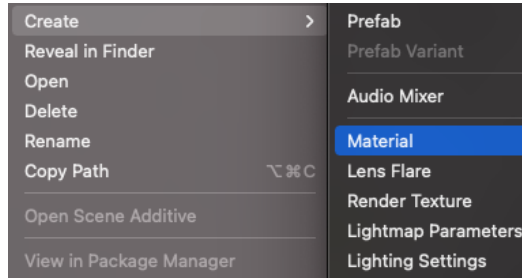 Create
Reveal in Finder
Open
Delete
Rename
Copy Path ⌥⌘C
Open Scene Additive
View in Package Manager
Prefab
Prefab Variant
Audio Mixer
Material
Lens Flare
Render Texture
Lightmap Parameters
Lighting Settings